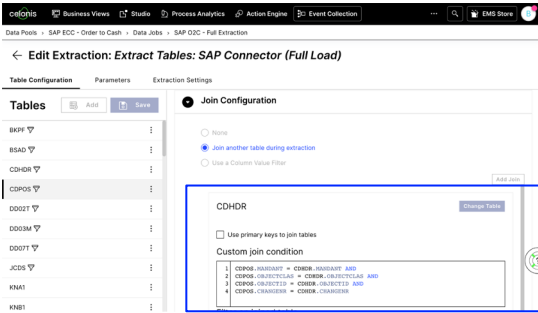 celonis Business Views Studio Process Analytics Action Engine Event Collection ... EMS Store
Data Pools › SAP ECC - Order to Cash › Data Jobs › SAP O2C - Full Extraction
← Edit Extraction: Extract Tables: SAP Connector (Full Load)
Table Configuration Parameters Extraction Settings
Tables Add Save
Join Configuration
BKPF
None
BSAD
Join another table during extraction
CDHDR
Use a Column Value Filter
Add Join
CDPOS
CDHDR
Change Table
DD02T
DD03M
Use primary keys to join tables
DD07T
Custom join condition
JCDS
1 CDPOS.MANDANT = CDHDR.MANDANT AND
2 CDPOS.OBJECTCLAS = CDHDR.OBJECTCLAS AND
3 CDPOS.OBJECTID = CDHDR.OBJECTID AND
4 CDPOS.CHANGENR = CDHDR.CHANGENR
KNA1
KNB1